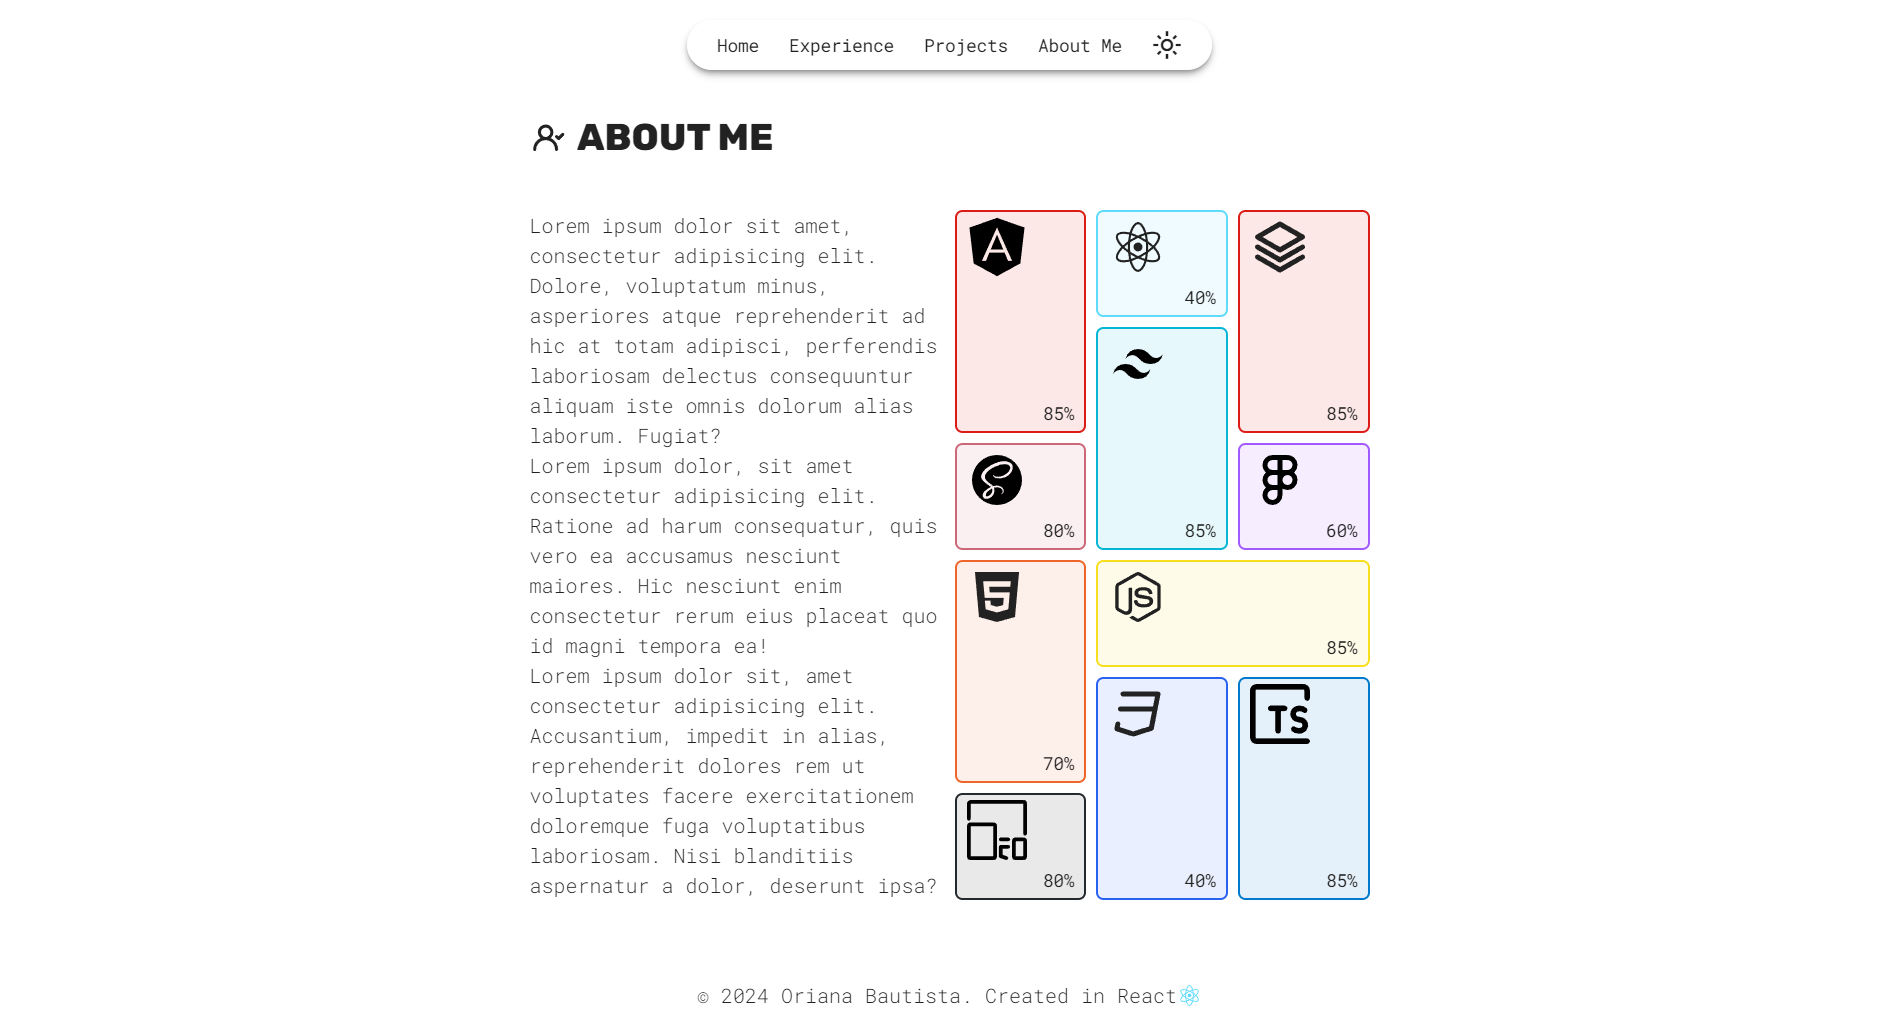 Home Experience Projects About Me
ABOUT ME
Lorem ipsum dolor sit amet,
consectetur adipisicing elit.
Dolore, voluptatum minus,
asperiores atque reprehenderit ad
hic at totam adipisci, perferendis
laboriosam delectus consequuntur
aliquam iste omnis dolorum alias
laborum. Fugiat?
Lorem ipsum dolor, sit amet
consectetur adipisicing elit.
Ratione ad harum consequatur, quis
vero ea accusamus nesciunt
maiores. Hic nesciunt enim
consectetur rerum eius placeat quo
id magni tempora ea!
Lorem ipsum dolor sit, amet
consectetur adipisicing elit.
Accusantium, impedit in alias,
reprehenderit dolores rem ut
voluptates facere exercitationem
doloremque fuga voluptatibus
laboriosam. Nisi blanditiis
aspernatur a dolor, deserunt ipsa?
A
85%
40%
85%
S
80%
85%
60%
5
70%
JS
85%
80%
3
40%
TS
85%
© 2024 Oriana Bautista. Created in React